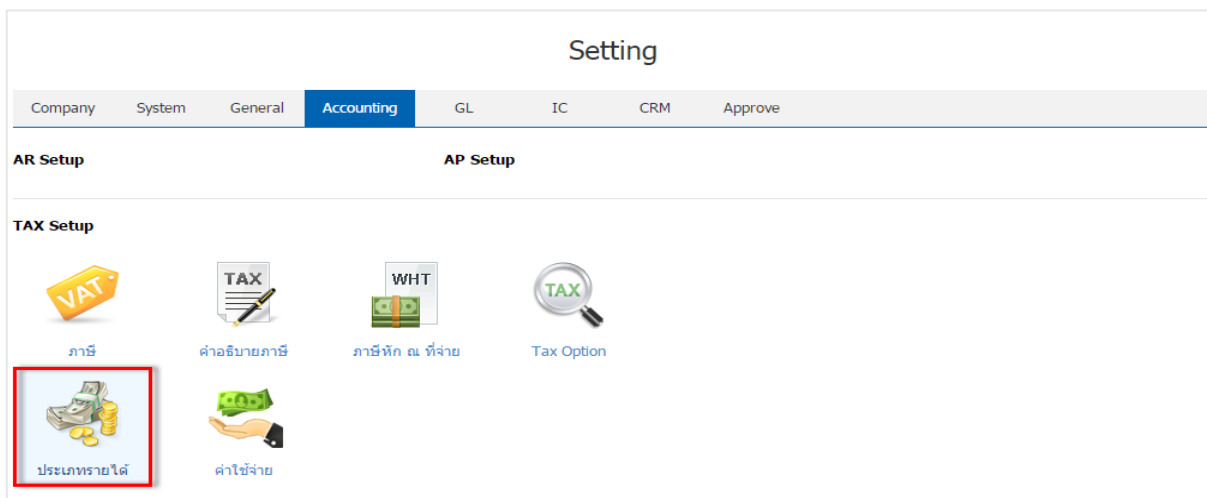 Setting
Company System General Accounting GL IC CRM Approve
AR Setup AP Setup
TAX Setup
VAT TAX WHT TAX
ภาษี คำอธิบายภาษี ภาษีหัก ณ ที่จ่าย Tax Option
ประเภทรายได้ ค่าใช้จ่าย